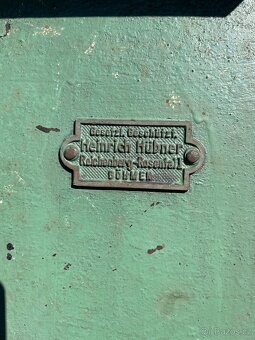 Gesetzl. Geschützt.
Heinrich Hübner
Reichenberg-Rosenthal I.
BÖHMEN.